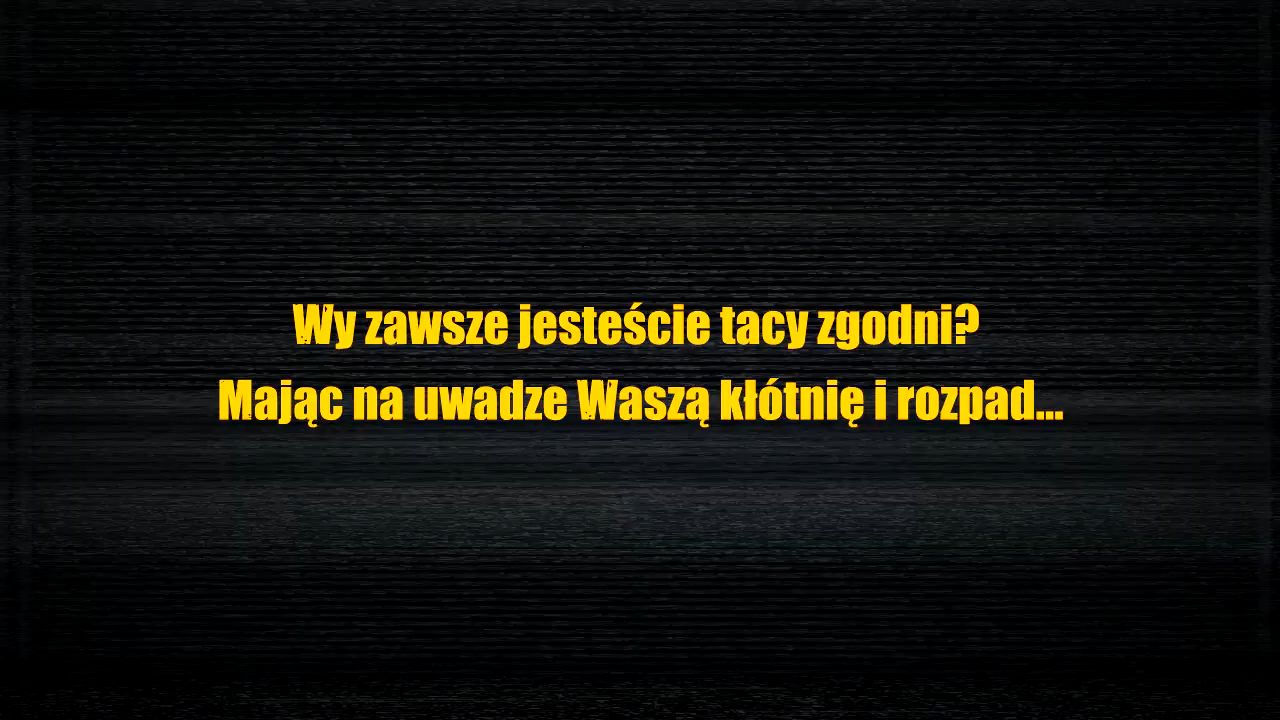 Wy zawsze jesteście tacy zgodni?
Mając na uwadze Waszą kłótnię i rozpad...